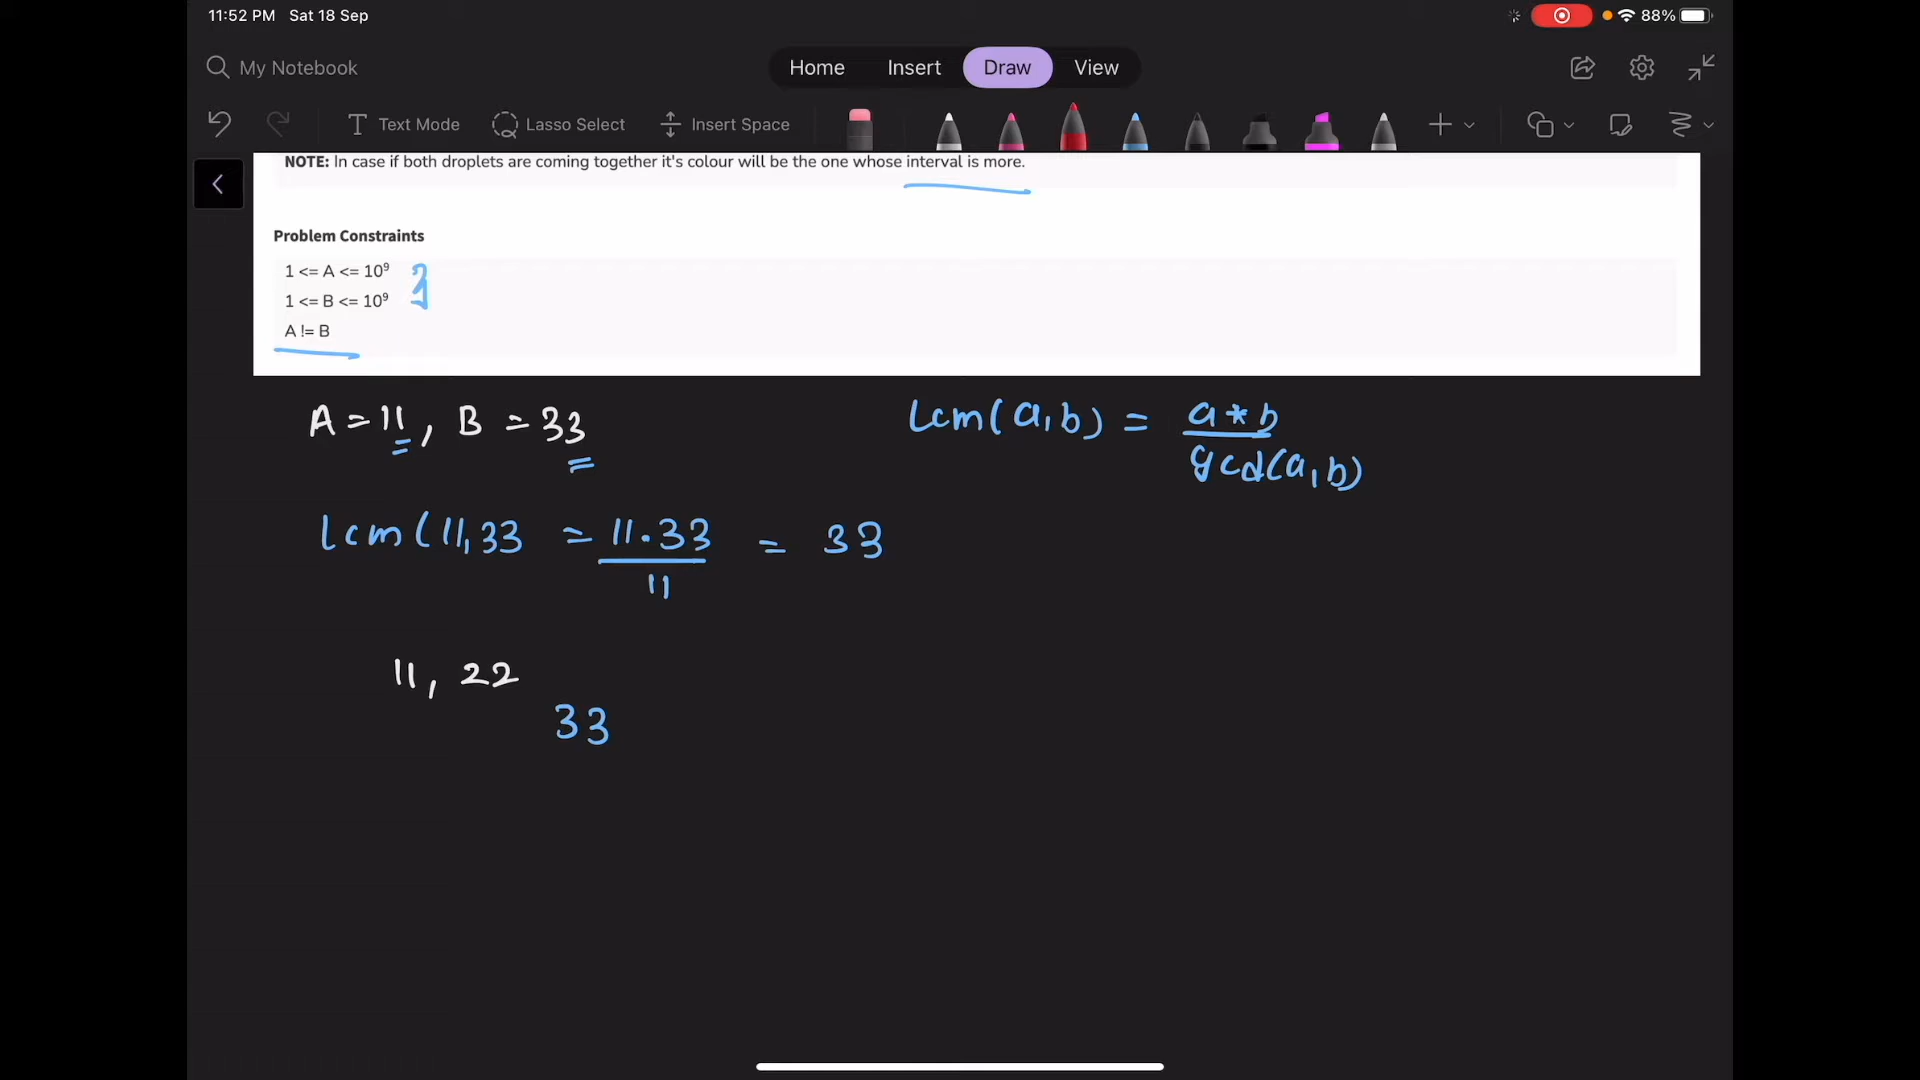 11:52 PM Sat 18 Sep 88%
My Notebook Home Insert Draw View
Text Mode Lasso Select Insert Space
NOTE: In case if both droplets are coming together it's colour will be the one whose interval is more.
Problem Constraints
1 <= A <= 10⁹
1 <= B <= 10⁹
A != B
A = 11, B = 33
Lcm(a,b) = a * b
gcd(a,b)
lcm(11,33 = 11.33 = 33
11
11, 22
33